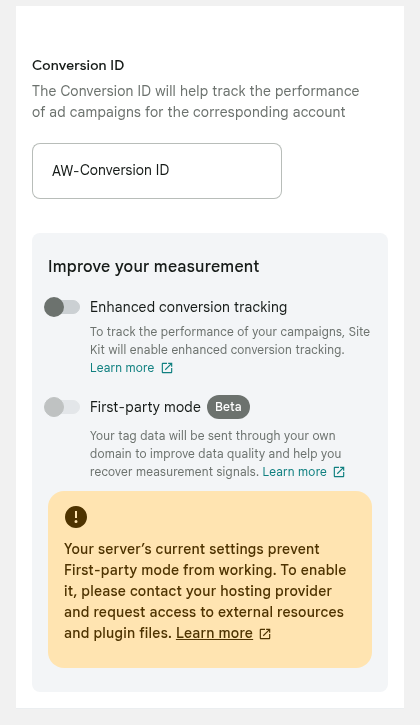 Conversion ID
The Conversion ID will help track the performance
of ad campaigns for the corresponding account
AW-Conversion ID
Improve your measurement
Enhanced conversion tracking
To track the performance of your campaigns, Site
Kit will enable enhanced conversion tracking.
Learn more
First-party mode Beta
Your tag data will be sent through your own
domain to improve data quality and help you
recover measurement signals. Learn more
Your server’s current settings prevent
First-party mode from working. To enable
it, please contact your hosting provider
and request access to external resources
and plugin files. Learn more